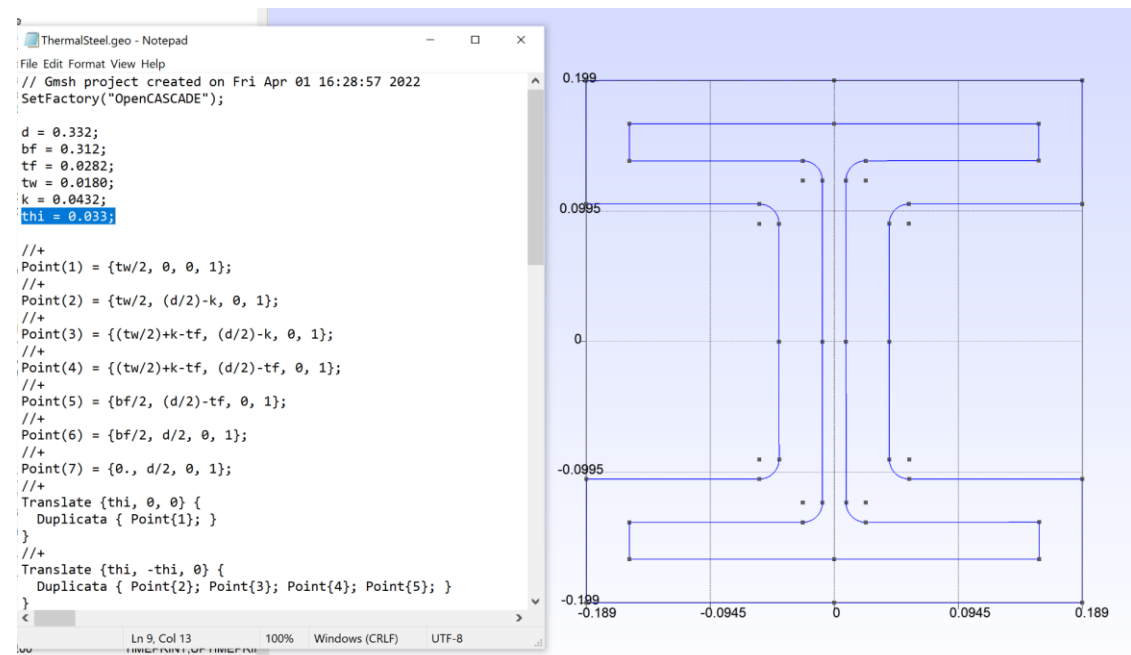 ThermalSteel.geo - Notepad
File Edit Format View Help
// Gmsh project created on Fri Apr 01 16:28:57 2022
SetFactory("OpenCASCADE");
d = 0.332;
bf = 0.312;
tf = 0.0282;
tw = 0.0180;
k = 0.0432;
thi = 0.033;
//+
Point(1) = {tw/2, 0, 0, 1};
//+
Point(2) = {tw/2, (d/2)-k, 0, 1};
//+
Point(3) = {(tw/2)+k-tf, (d/2)-k, 0, 1};
//+
Point(4) = {(tw/2)+k-tf, (d/2)-tf, 0, 1};
//+
Point(5) = {bf/2, (d/2)-tf, 0, 1};
//+
Point(6) = {bf/2, d/2, 0, 1};
//+
Point(7) = {0., d/2, 0, 1};
//+
Translate {thi, 0, 0} {
  Duplicata { Point{1}; }
}
//+
Translate {thi, -thi, 0} {
  Duplicata { Point{2}; Point{3}; Point{4}; Point{5}; }
}
Ln 9, Col 13 100% Windows (CRLF) UTF-8
0.199
0.0995
0
-0.0995
-0.199
-0.189 -0.0945 0 0.0945 0.189